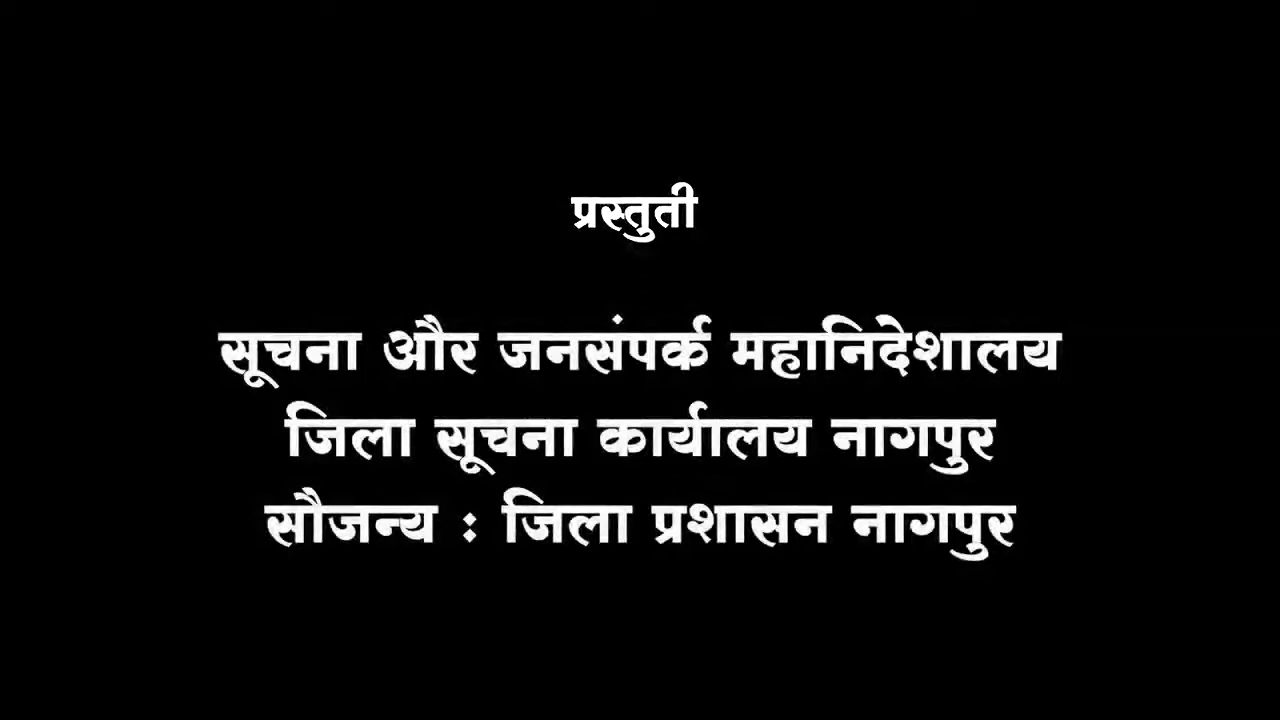 प्रस्तुती
सूचना और जनसंपर्क महानिदेशालय
जिला सूचना कार्यालय नागपुर
सौजन्य : जिला प्रशासन नागपुर